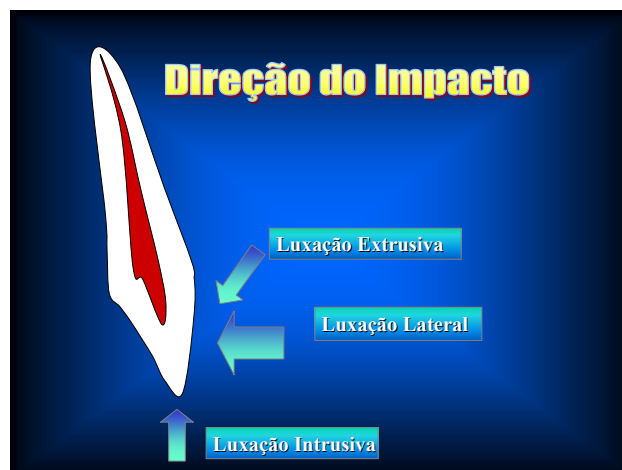 Direção do Impacto
Luxação Extrusiva
Luxação Lateral
Luxação Intrusiva